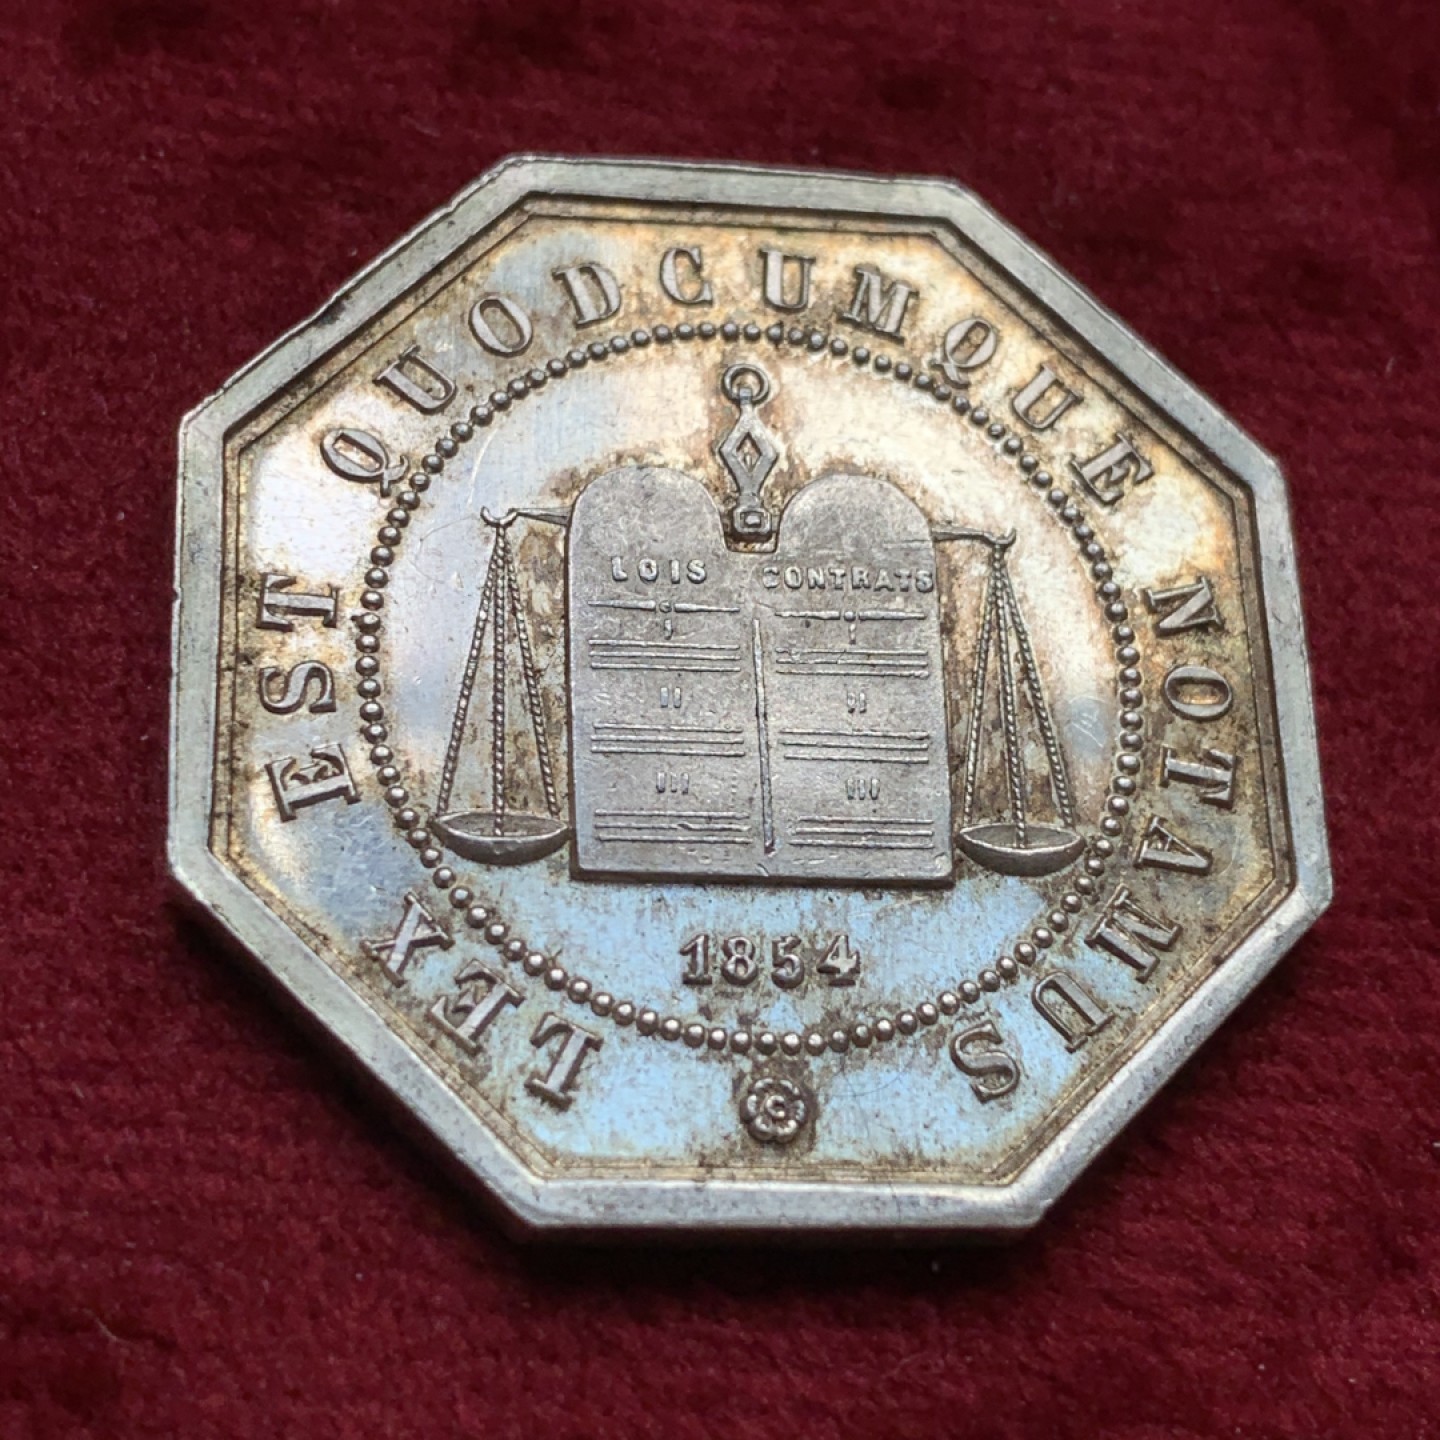 LEX EST QUODCUMQUE NOTAMUS
LOIS CONTRATS
I I
II II
III III
1854